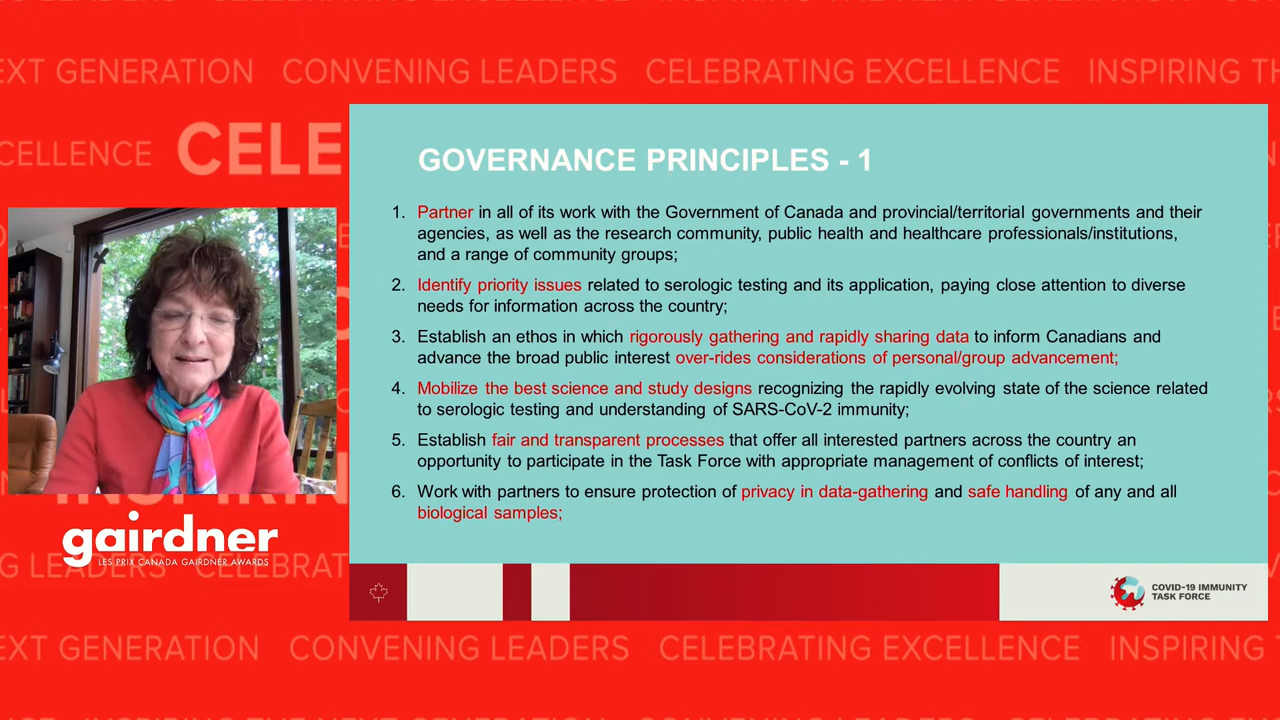 EXT GENERATION CONVENING LEADERS CELEBRATING EXCELLENCE INSPIRING TH
CELLENCE CELE
GOVERNANCE PRINCIPLES - 1
1. Partner in all of its work with the Government of Canada and provincial/territorial governments and their
agencies, as well as the research community, public health and healthcare professionals/institutions,
and a range of community groups;
2. Identify priority issues related to serologic testing and its application, paying close attention to diverse
needs for information across the country;
3. Establish an ethos in which rigorously gathering and rapidly sharing data to inform Canadians and
advance the broad public interest over-rides considerations of personal/group advancement;
4. Mobilize the best science and study designs recognizing the rapidly evolving state of the science related
to serologic testing and understanding of SARS-CoV-2 immunity;
5. Establish fair and transparent processes that offer all interested partners across the country an
opportunity to participate in the Task Force with appropriate management of conflicts of interest;
6. Work with partners to ensure protection of privacy in data-gathering and safe handling of any and all
biological samples;
gairdner
LES PRIX CANADA GAIRDNER AWARDS
G LEADERS CELEBRAT
COVID-19 IMMUNITY
TASK FORCE
EXT GENERATION CONVENING LEADERS CELEBRATING EXCELLENCE INSPIRING